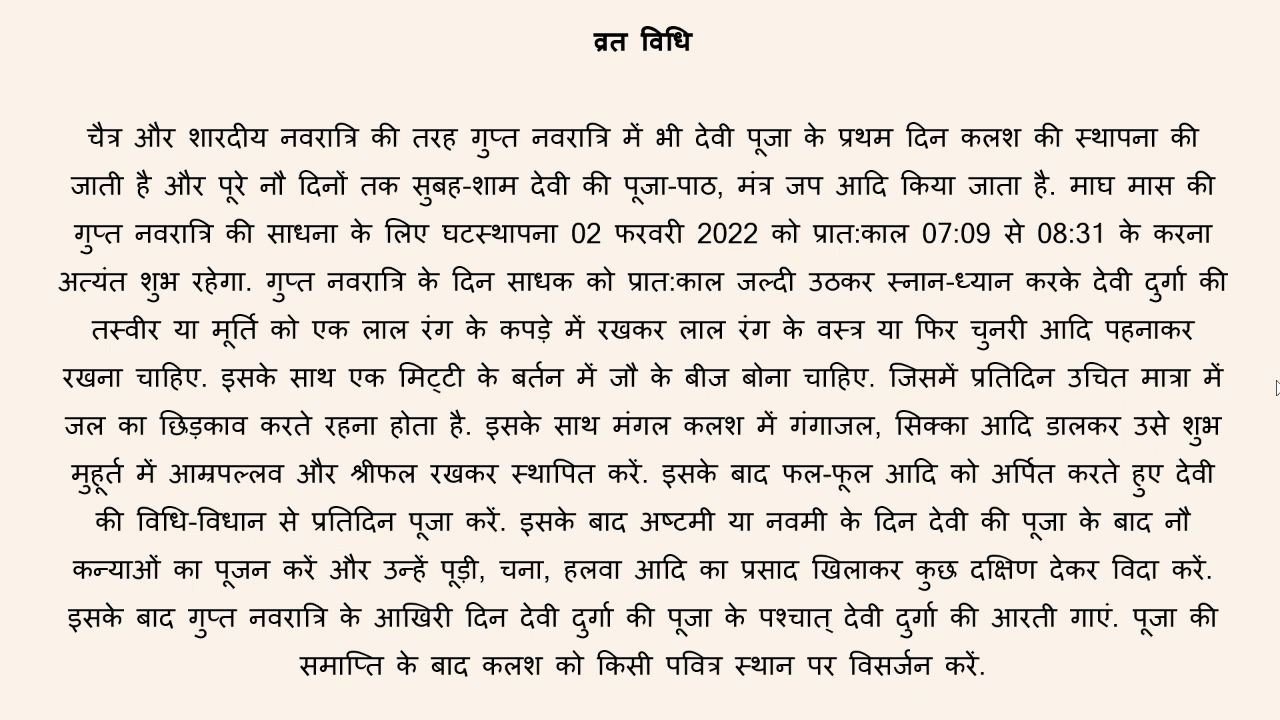 व्रत विधि
चैत्र और शारदीय नवरात्रि की तरह गुप्त नवरात्रि में भी देवी पूजा के प्रथम दिन कलश की स्थापना की
जाती है और पूरे नौ दिनों तक सुबह-शाम देवी की पूजा-पाठ, मंत्र जप आदि किया जाता है. माघ मास की
गुप्त नवरात्रि की साधना के लिए घटस्थापना 02 फरवरी 2022 को प्रात:काल 07:09 से 08:31 के करना
अत्यंत शुभ रहेगा. गुप्त नवरात्रि के दिन साधक को प्रात:काल जल्दी उठकर स्नान-ध्यान करके देवी दुर्गा की
तस्वीर या मूर्ति को एक लाल रंग के कपड़े में रखकर लाल रंग के वस्त्र या फिर चुनरी आदि पहनाकर
रखना चाहिए. इसके साथ एक मिट्टी के बर्तन में जौ के बीज बोना चाहिए. जिसमें प्रतिदिन उचित मात्रा में
जल का छिड़काव करते रहना होता है. इसके साथ मंगल कलश में गंगाजल, सिक्का आदि डालकर उसे शुभ
मुहूर्त में आम्रपल्लव और श्रीफल रखकर स्थापित करें. इसके बाद फल-फूल आदि को अर्पित करते हुए देवी
की विधि-विधान से प्रतिदिन पूजा करें. इसके बाद अष्टमी या नवमी के दिन देवी की पूजा के बाद नौ
कन्याओं का पूजन करें और उन्हें पूड़ी, चना, हलवा आदि का प्रसाद खिलाकर कुछ दक्षिण देकर विदा करें.
इसके बाद गुप्त नवरात्रि के आखिरी दिन देवी दुर्गा की पूजा के पश्चात् देवी दुर्गा की आरती गाएं. पूजा की
समाप्ति के बाद कलश को किसी पवित्र स्थान पर विसर्जन करें.